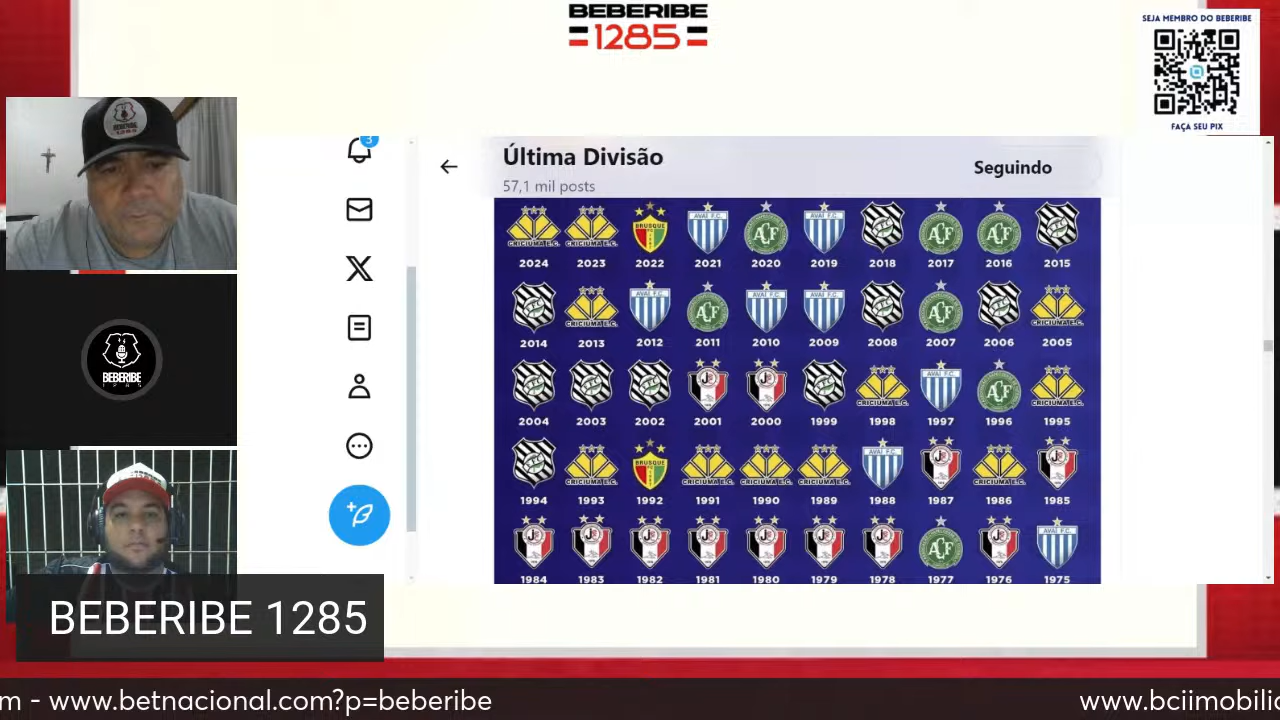 BEBERIBE
1285
SEJA MEMBRO DO BEBERIBE
FAÇA SEU PIX
3
Última Divisão
57,1 mil posts
Seguindo
2024 2023 2022 2021 2020 2019 2018 2017 2016 2015
2014 2013 2012 2011 2010 2009 2008 2007 2006 2005
2004 2003 2002 2001 2000 1999 1998 1997 1996 1995
1994 1993 1992 1991 1990 1989 1988 1987 1986 1985
1984 1983 1982 1981 1980 1979 1978 1977 1976 1975
BEBERIBE
1285
BEBERIBE 1285
m - www.betnacional.com?p=beberibe
www.bciimobilia